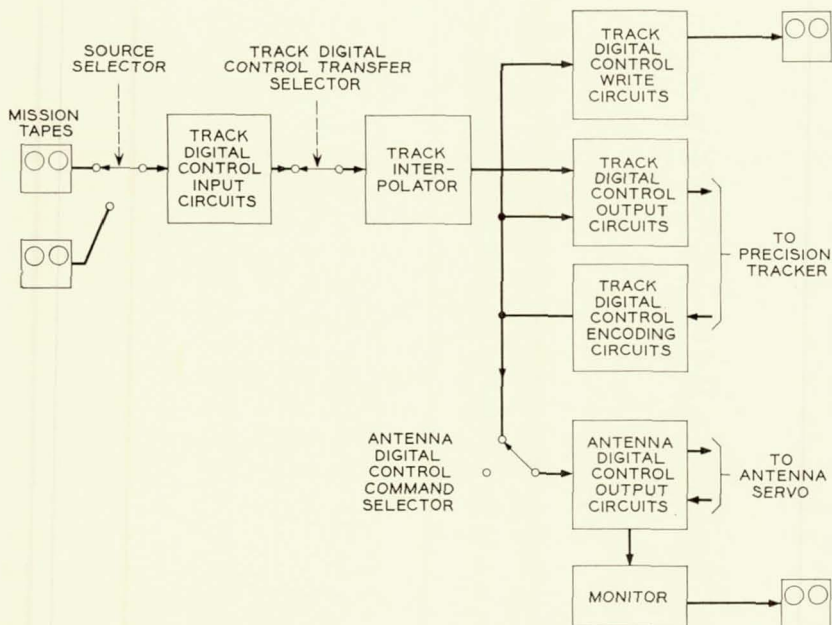 SOURCE
SELECTOR
TRACK DIGITAL
CONTROL TRANSFER
SELECTOR
MISSION
TAPES
TRACK
DIGITAL
CONTROL
INPUT
CIRCUITS
TRACK
INTER-
POLATOR
TRACK
DIGITAL
CONTROL
WRITE
CIRCUITS
TRACK
DIGITAL
CONTROL
OUTPUT
CIRCUITS
TO
PRECISION
TRACKER
TRACK
DIGITAL
CONTROL
ENCODING
CIRCUITS
ANTENNA
DIGITAL
CONTROL
COMMAND
SELECTOR
ANTENNA
DIGITAL
CONTROL
OUTPUT
CIRCUITS
TO
ANTENNA
SERVO
MONITOR